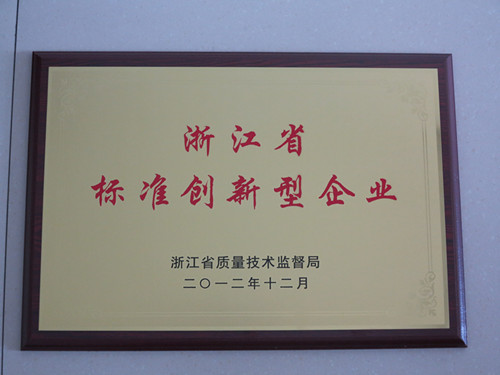 浙江省
标准创新型企业
浙江省质量技术监督局
二〇一二年十二月